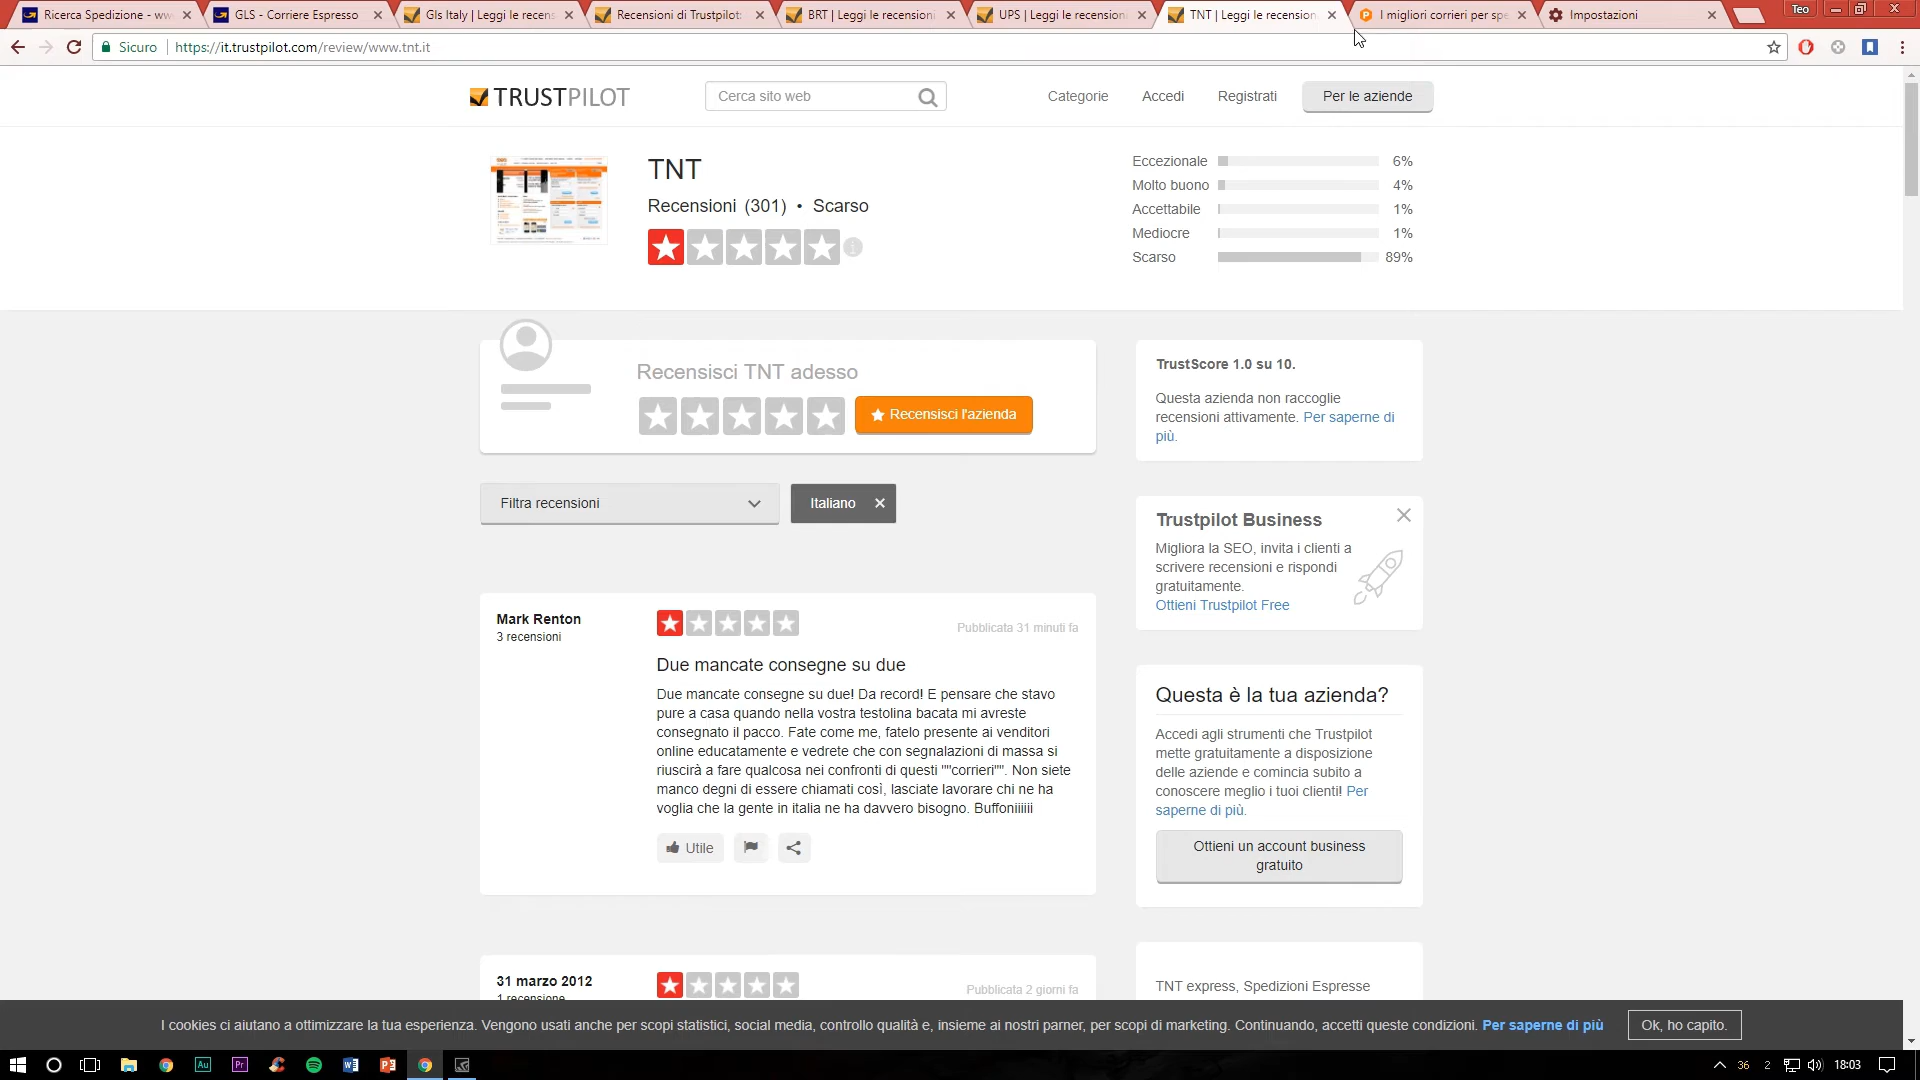 Ricerca Spedizione - ww
GLS - Corriere Espresso
Gls Italy | Leggi le recens
Recensioni di Trustpilot:
BRT | Leggi le recensioni
UPS | Leggi le recension
TNT | Leggi le recension
I migliori corrieri per spe
Impostazioni
Teo
Sicuro
https://it.trustpilot.com/review/www.tnt.it
TRUSTPILOT
Cerca sito web
Categorie
Accedi
Registrati
Per le aziende
TNT
Recensioni (301) • Scarso
Eccezionale 6%
Molto buono 4%
Accettabile 1%
Mediocre 1%
Scarso 89%
Recensisci TNT adesso
Recensisci l'azienda
TrustScore 1.0 su 10.
Questa azienda non raccoglie
recensioni attivamente. Per saperne di
più.
Filtra recensioni
Italiano
Trustpilot Business
Migliora la SEO, invita i clienti a
scrivere recensioni e rispondi
gratuitamente.
Ottieni Trustpilot Free
Mark Renton
3 recensioni
Pubblicata 31 minuti fa
Due mancate consegne su due
Due mancate consegne su due! Da record! E pensare che stavo
pure a casa quando nella vostra testolina bacata mi avreste
consegnato il pacco. Fate come me, fatelo presente ai venditori
online educatamente e vedrete che con segnalazioni di massa si
riuscirà a fare qualcosa nei confronti di questi ""corrieri"". Non siete
manco degni di essere chiamati così, lasciate lavorare chi ne ha
voglia che la gente in italia ne ha davvero bisogno. Buffoniiiiii
Utile
Questa è la tua azienda?
Accedi agli strumenti che Trustpilot
mette gratuitamente a disposizione
delle aziende e comincia subito a
conoscere meglio i tuoi clienti! Per
saperne di più.
Ottieni un account business
gratuito
31 marzo 2012
1 recensione
Pubblicata 2 giorni fa
TNT express, Spedizioni Espresse
I cookies ci aiutano a ottimizzare la tua esperienza. Vengono usati anche per scopi statistici, social media, controllo qualità e, insieme ai nostri parner, per scopi di marketing. Continuando, accetti queste condizioni. Per saperne di più
Ok, ho capito.
Au
Pr
36
2
18:03